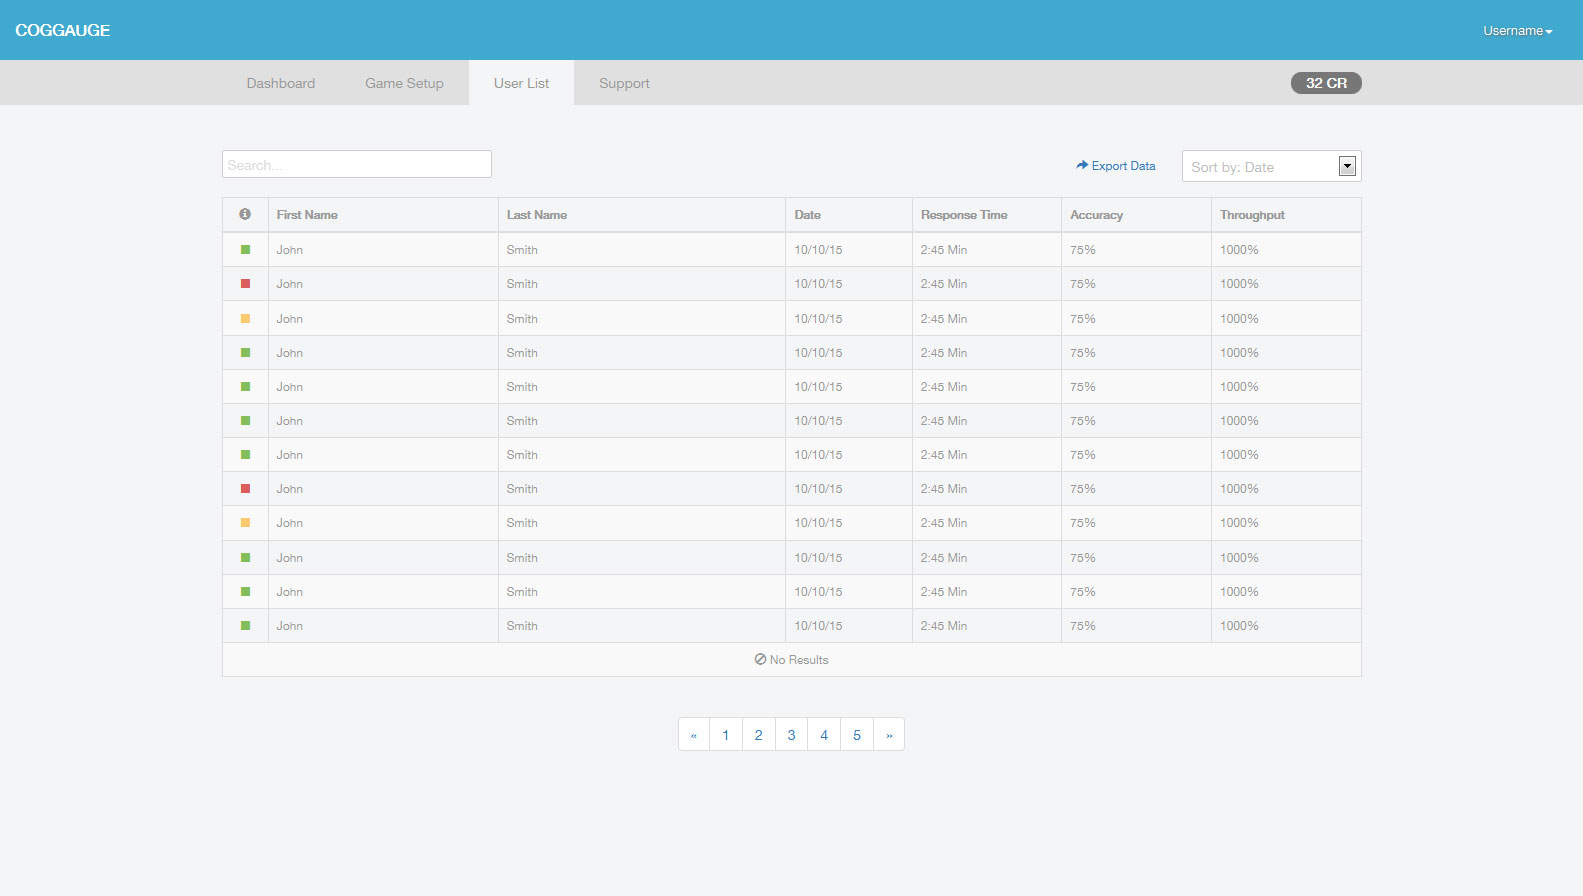 COGGAUGE
Username
Dashboard Game Setup User List Support 32 CR
Search... Export Data Sort by: Date
First Name Last Name Date Response Time Accuracy Throughput
John Smith 10/10/15 2:45 Min 75% 1000%
John Smith 10/10/15 2:45 Min 75% 1000%
John Smith 10/10/15 2:45 Min 75% 1000%
John Smith 10/10/15 2:45 Min 75% 1000%
John Smith 10/10/15 2:45 Min 75% 1000%
John Smith 10/10/15 2:45 Min 75% 1000%
John Smith 10/10/15 2:45 Min 75% 1000%
John Smith 10/10/15 2:45 Min 75% 1000%
John Smith 10/10/15 2:45 Min 75% 1000%
John Smith 10/10/15 2:45 Min 75% 1000%
John Smith 10/10/15 2:45 Min 75% 1000%
John Smith 10/10/15 2:45 Min 75% 1000%
No Results
« 1 2 3 4 5 »